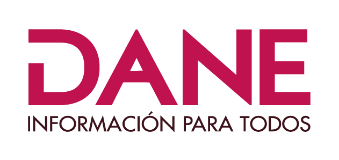 DANE
INFORMACIÓN PARA TODOS